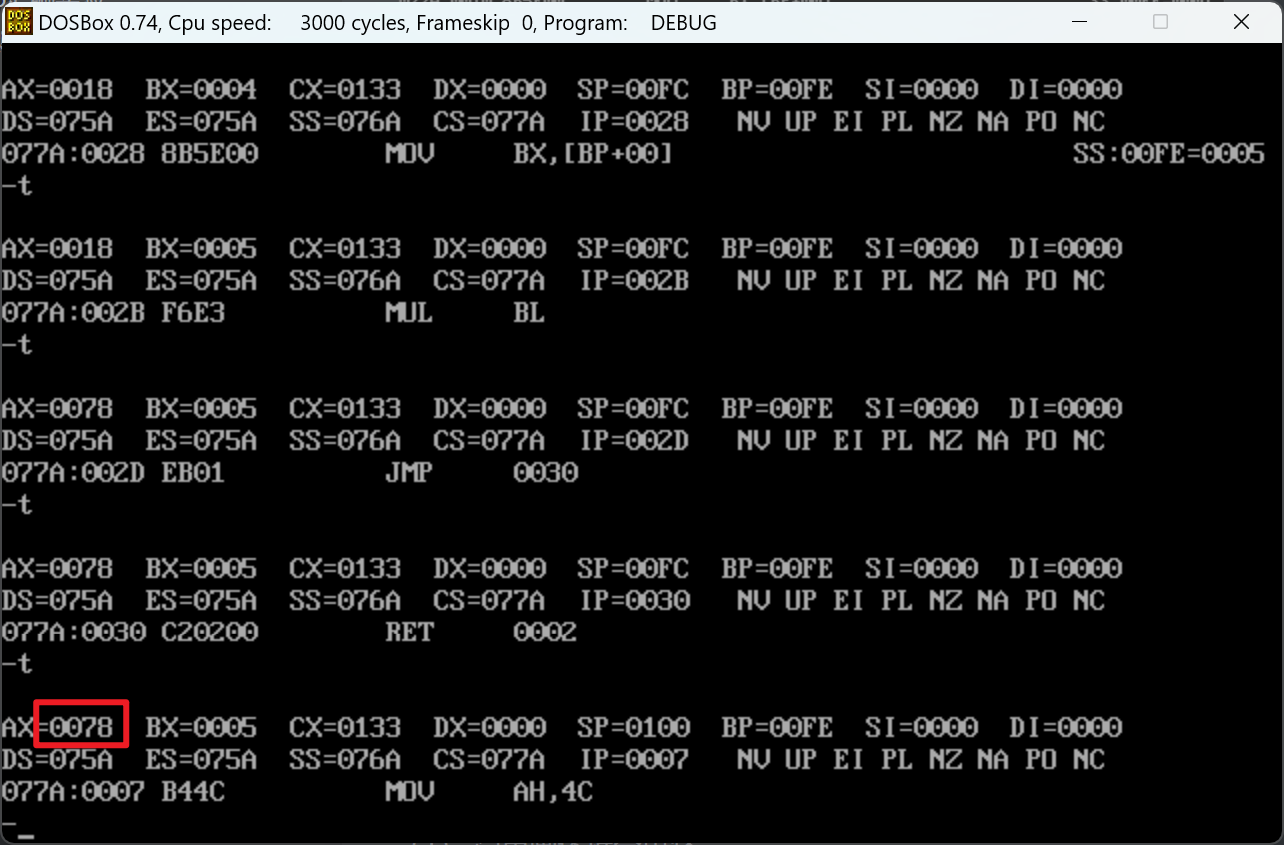 DOSBox 0.74, Cpu speed: 3000 cycles, Frameskip 0, Program: DEBUG
AX=0018 BX=0004 CX=0133 DX=0000 SP=00FC BP=00FE SI=0000 DI=0000
DS=075A ES=075A SS=076A CS=077A IP=0028 NV UP EI PL NZ NA PO NC
077A:0028 8B5E00 MOV BX,[BP+00] SS:00FE=0005
-t
AX=0018 BX=0005 CX=0133 DX=0000 SP=00FC BP=00FE SI=0000 DI=0000
DS=075A ES=075A SS=076A CS=077A IP=002B NV UP EI PL NZ NA PO NC
077A:002B F6E3 MUL BL
-t
AX=0078 BX=0005 CX=0133 DX=0000 SP=00FC BP=00FE SI=0000 DI=0000
DS=075A ES=075A SS=076A CS=077A IP=002D NV UP EI PL NZ NA PO NC
077A:002D EB01 JMP 0030
-t
AX=0078 BX=0005 CX=0133 DX=0000 SP=00FC BP=00FE SI=0000 DI=0000
DS=075A ES=075A SS=076A CS=077A IP=0030 NV UP EI PL NZ NA PO NC
077A:0030 C20200 RET 0002
-t
AX=0078 BX=0005 CX=0133 DX=0000 SP=0100 BP=00FE SI=0000 DI=0000
DS=075A ES=075A SS=076A CS=077A IP=0007 NV UP EI PL NZ NA PO NC
077A:0007 B44C MOV AH,4C
-_